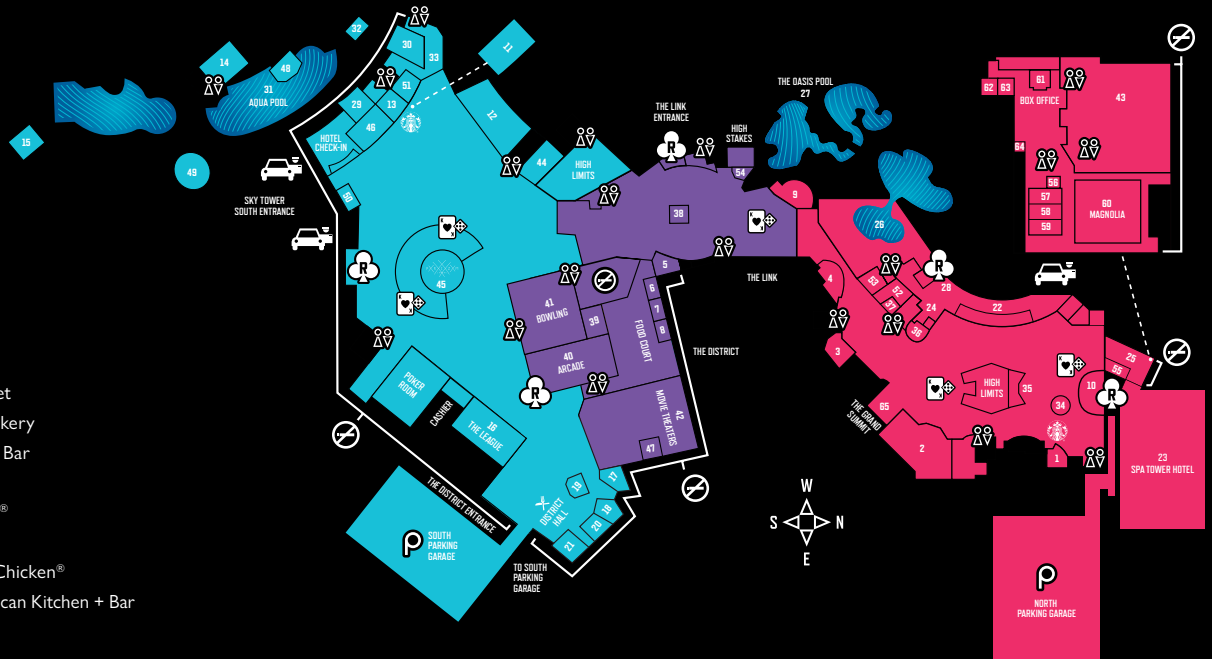 32
30
33
11
14
48
31
AQUA POOL
51
29
13
46
12
15
HOTEL
CHECK-IN
49
50
SKY TOWER
SOUTH ENTRANCE
44
HIGH
LIMITS
THE LINK
ENTRANCE
R
HIGH
STAKES
54
THE OASIS POOL
27
38
9
26
62
63
61
BOX OFFICE
43
64
56
57
58
59
60
MAGNOLIA
R
45
41
BOWLING
5
6
7
8
39
FOOD COURT
40
ARCADE
R
THE LINK
THE DISTRICT
42
MOVIE THEATERS
47
4
53
52
37
R
28
24
36
22
3
HIGH
LIMITS
35
34
10
25
55
R
65
THE GRAND
SUMMIT
2
1
23
SPA TOWER HOTEL
POKER
ROOM
CASHIER
16
THE LEAGUE
THE DISTRICT ENTRANCE
17
19
18
20
21
DISTRICT
HALL
SOUTH
PARKING
GARAGE
TO SOUTH
PARKING
GARAGE
W
S
N
E
NORTH
PARKING GARAGE
et
kery
Bar
®
Chicken®
can Kitchen + Bar